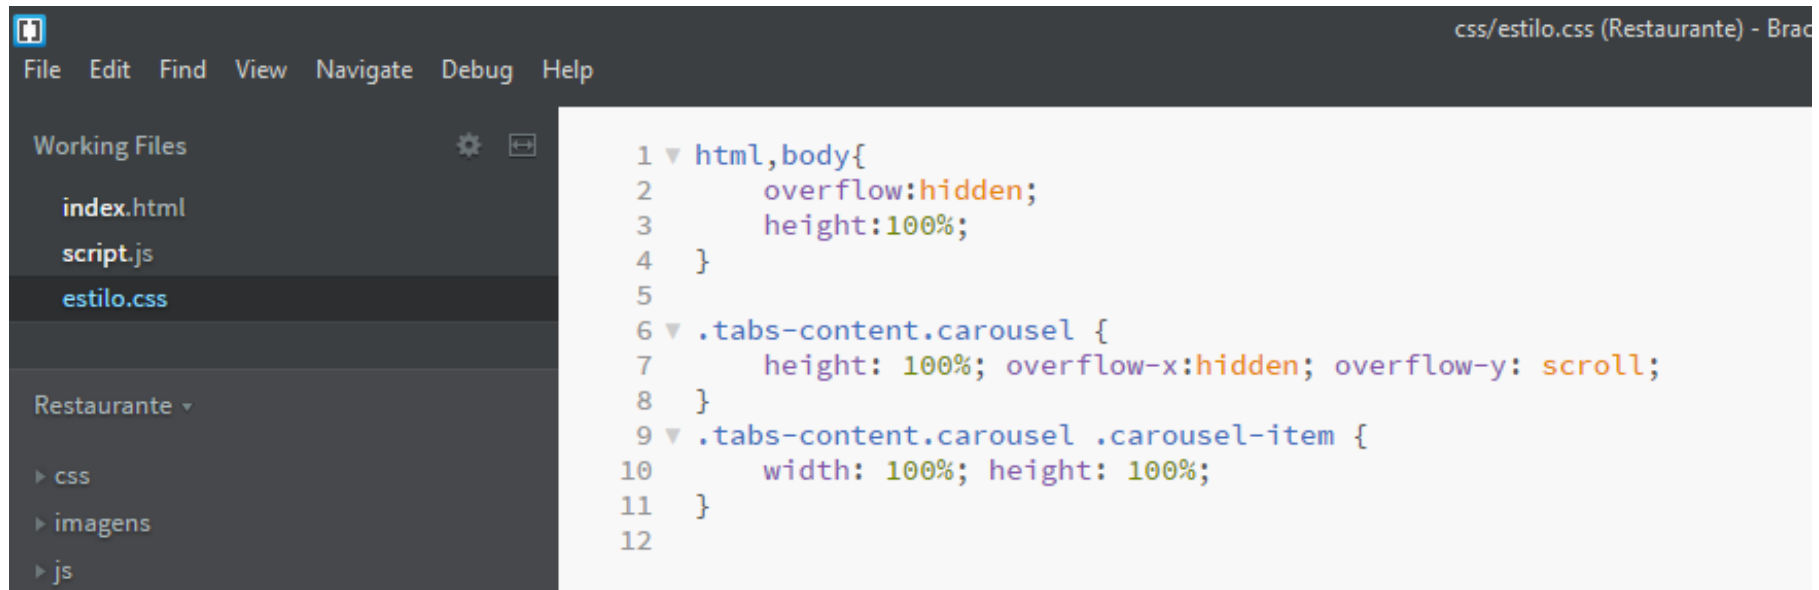 css/estilo.css (Restaurante) - Brac
File Edit Find View Navigate Debug Help
Working Files
index.html
script.js
estilo.css
Restaurante
css
imagens
js
1 html,body{
2 overflow:hidden;
3 height:100%;
4 }
5
6 .tabs-content.carousel {
7 height: 100%; overflow-x:hidden; overflow-y: scroll;
8 }
9 .tabs-content.carousel .carousel-item {
10 width: 100%; height: 100%;
11 }
12